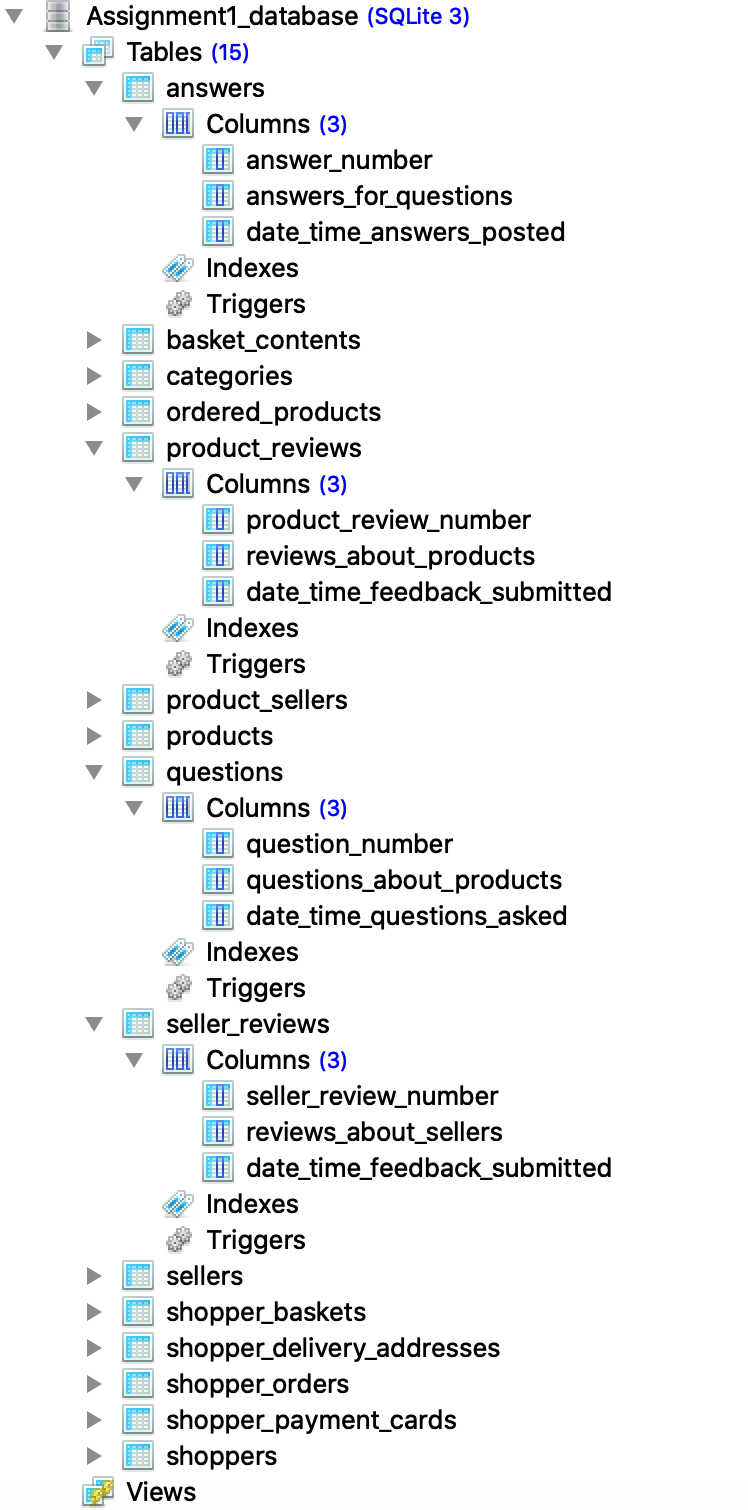 Assignment1_database (SQLite 3)
Tables (15)
answers
Columns (3)
answer_number
answers_for_questions
date_time_answers_posted
Indexes
Triggers
basket_contents
categories
ordered_products
product_reviews
Columns (3)
product_review_number
reviews_about_products
date_time_feedback_submitted
Indexes
Triggers
product_sellers
products
questions
Columns (3)
question_number
questions_about_products
date_time_questions_asked
Indexes
Triggers
seller_reviews
Columns (3)
seller_review_number
reviews_about_sellers
date_time_feedback_submitted
Indexes
Triggers
sellers
shopper_baskets
shopper_delivery_addresses
shopper_orders
shopper_payment_cards
shoppers
Views